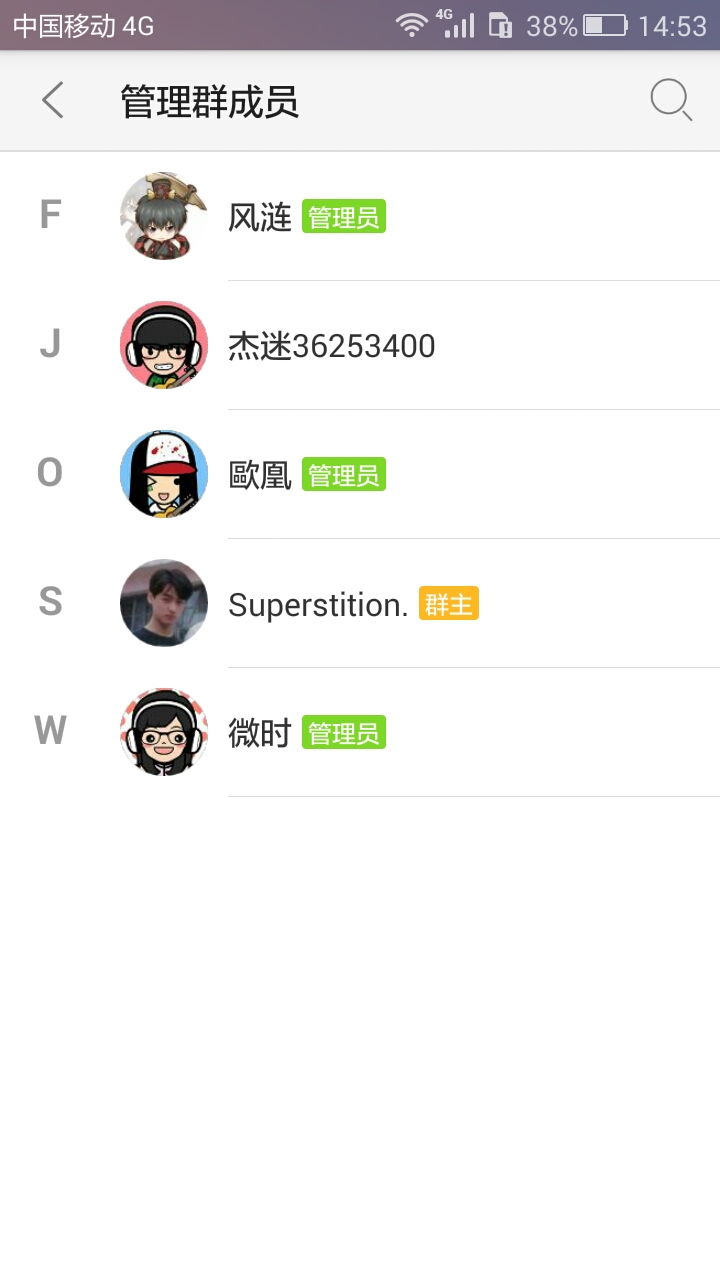 中国移动 4G
4G
38%
14:53
管理群成员
F
风涟 管理员
J
杰迷36253400
O
歐凰 管理员
S
Superstition. 群主
W
微时 管理员